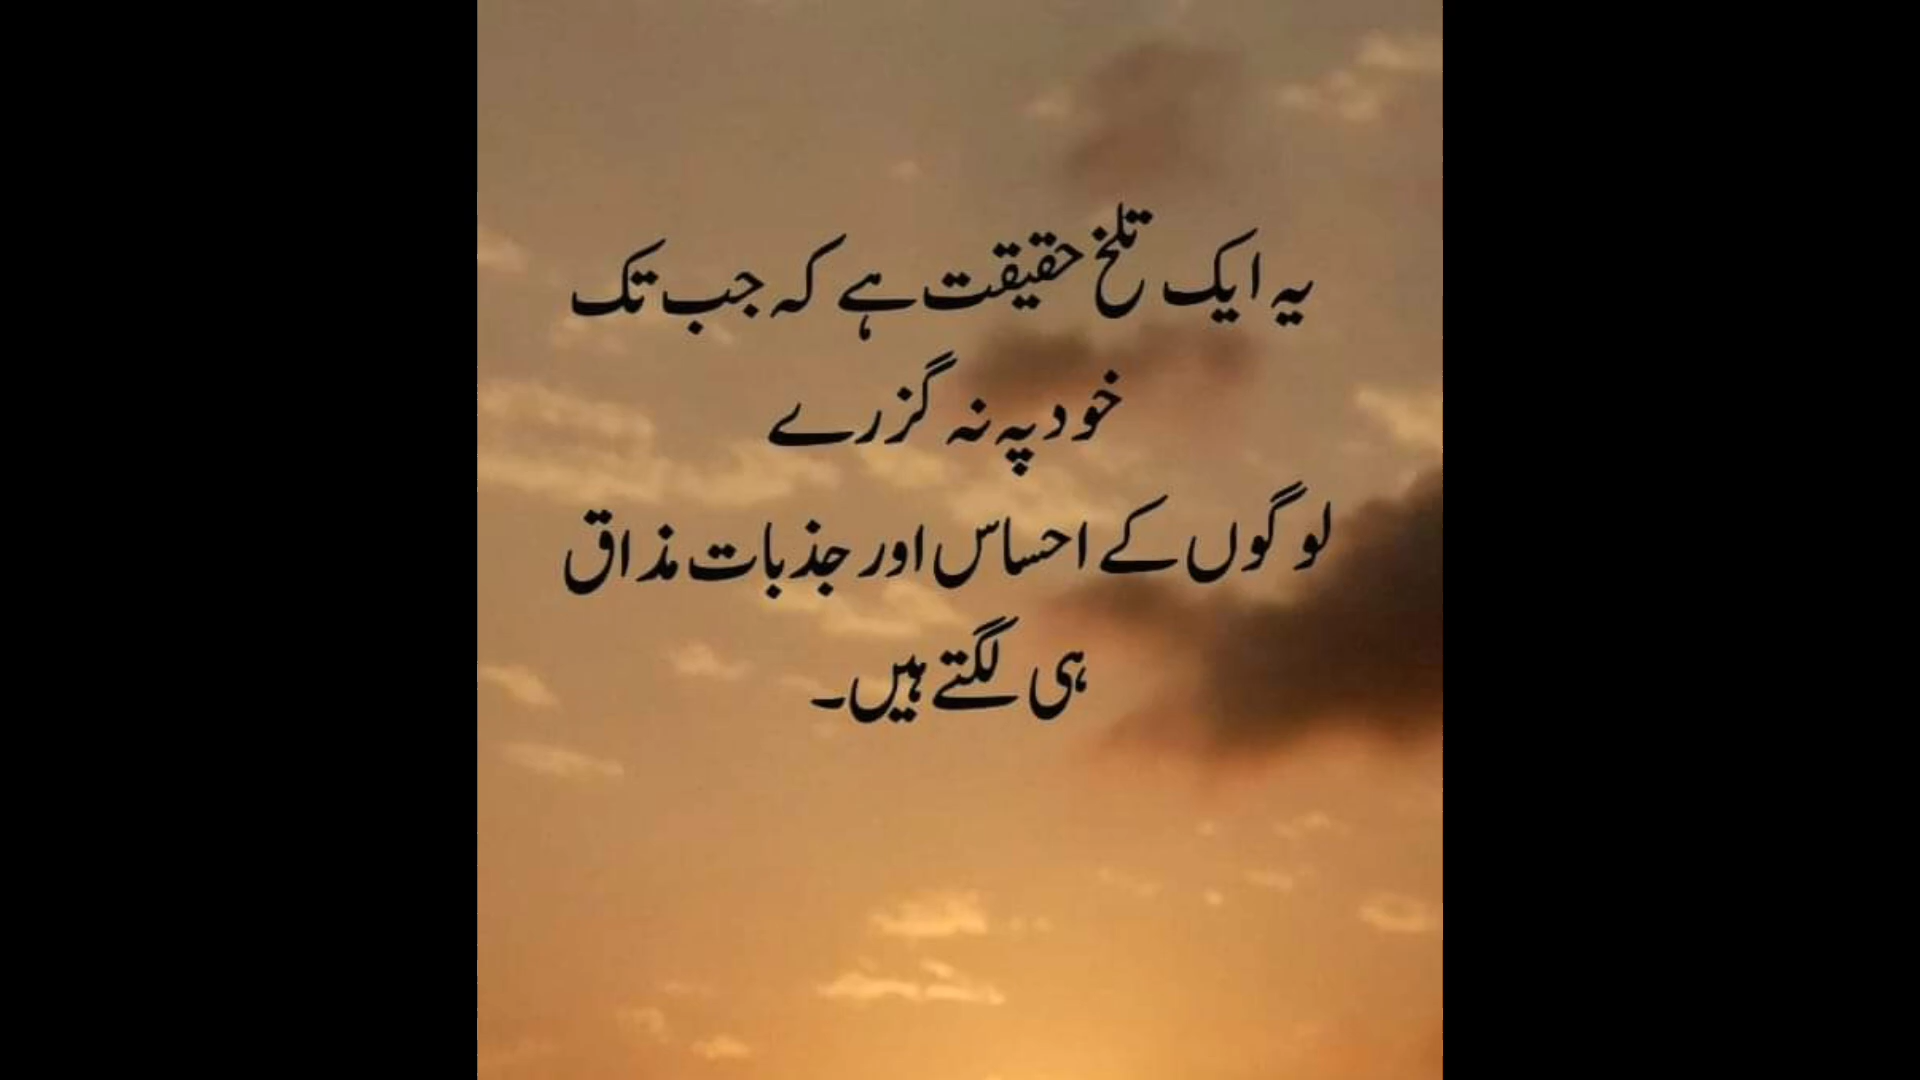 یہ ایک تلخ حقیقت ہے کہ جب تک
خود پہ نہ گزرے
لوگوں کے احساس اور جذبات مذاق
ہی لگتے ہیں۔